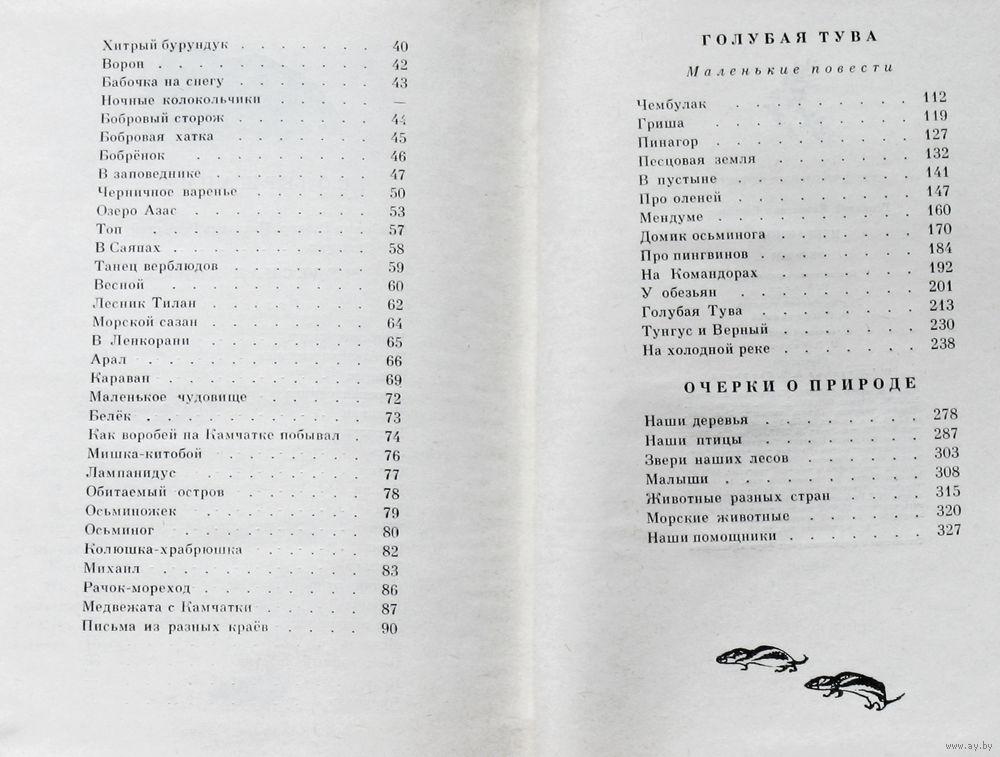 Хитрый бурундук . . . . . . . 40
Ворон . . . . . . . . . . 42
Бабочка на снегу . . . . . . . 43
Ночные колокольчики . . . . . —
Бобровый сторож . . . . . . . 44
Бобровая хатка . . . . . . . . 45
Бобрёнок . . . . . . . . . 46
В заповеднике . . . . . . . . 47
Черничное варенье . . . . . . 50
Озеро Азас . . . . . . . . . 53
Топ . . . . . . . . . . . 57
В Саянах . . . . . . . . . . 58
Танец верблюдов . . . . . . . 59
Весной . . . . . . . . . . 60
Лесник Тилан . . . . . . . . 62
Морской сазан . . . . . . . . 64
В Ленкорани . . . . . . . . 65
Арал . . . . . . . . . . . 66
Караван . . . . . . . . . . 69
Маленькое чудовище . . . . . 72
Белёк . . . . . . . . . . . 73
Как воробей на Камчатке побывал . 74
Мишка-китобой . . . . . . . . 76
Лампанидус . . . . . . . . . 77
Обитаемый остров . . . . . . . 78
Осьминожек . . . . . . . . . 79
Осьминог . . . . . . . . . . 80
Колюшка-храбрюшка . . . . . . 82
Михаил . . . . . . . . . . 83
Рачок-мореход . . . . . . . . 86
Медвежата с Камчатки . . . . . 87
Письма из разных краёв . . . . 90
ГОЛУБАЯ ТУВА
Маленькие повести
Чембулак . . . . . . . . . 112
Гриша . . . . . . . . . . 119
Пинагор . . . . . . . . . . 127
Песцовая земля . . . . . . . 132
В пустыне . . . . . . . . . 141
Про оленей . . . . . . . . . 147
Мендуме . . . . . . . . . . 160
Домик осьминога . . . . . . . 170
Про пингвинов . . . . . . . . 184
На Командорах . . . . . . . 192
У обезьян . . . . . . . . . 201
Голубая Тува . . . . . . . . 213
Тунгус и Верный . . . . . . . 230
На холодной реке . . . . . . . 238
ОЧЕРКИ О ПРИРОДЕ
Наши деревья . . . . . . . . 278
Наши птицы . . . . . . . . 287
Звери наших лесов . . . . . . 303
Малыши . . . . . . . . . . 308
Животные разных стран . . . . 315
Морские животные . . . . . . 320
Наши помощники . . . . . . . 327
www.ay.by